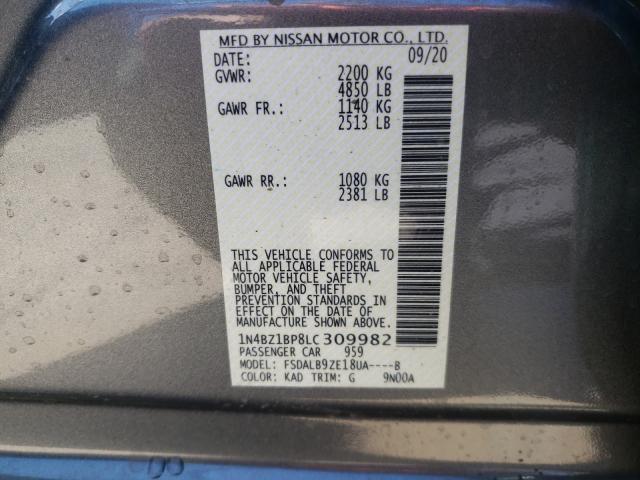 MFD BY NISSAN MOTOR CO., LTD.
DATE: 09/20
GVWR: 2200 KG
4850 LB
GAWR FR.: 1140 KG
2513 LB
GAWR RR.: 1080 KG
2381 LB
THIS VEHICLE CONFORMS TO
ALL APPLICABLE FEDERAL
MOTOR VEHICLE SAFETY,
BUMPER, AND THEFT
PREVENTION STANDARDS IN
EFFECT ON THE DATE OF
MANUFACTURE SHOWN ABOVE.
1N4BZ1BP8LC309982
PASSENGER CAR 959
MODEL: FSDALB9ZE18UA----B
COLOR: KAD TRIM: G 9N00A